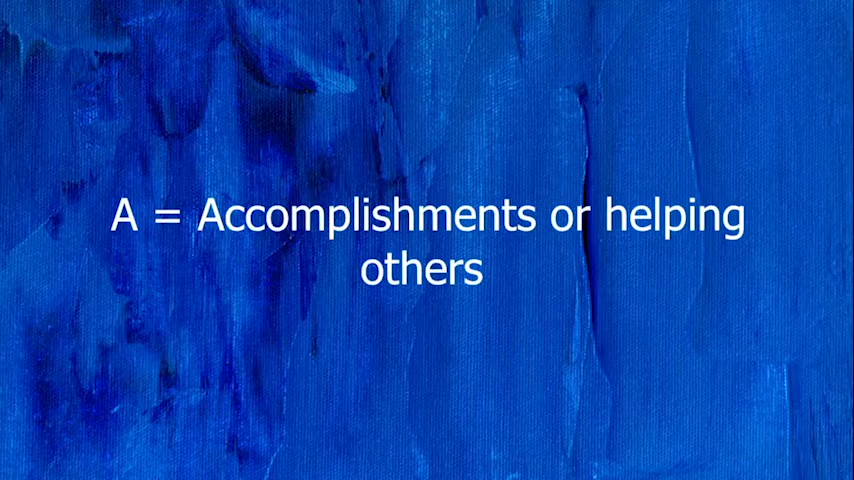 A = Accomplishments or helping
others